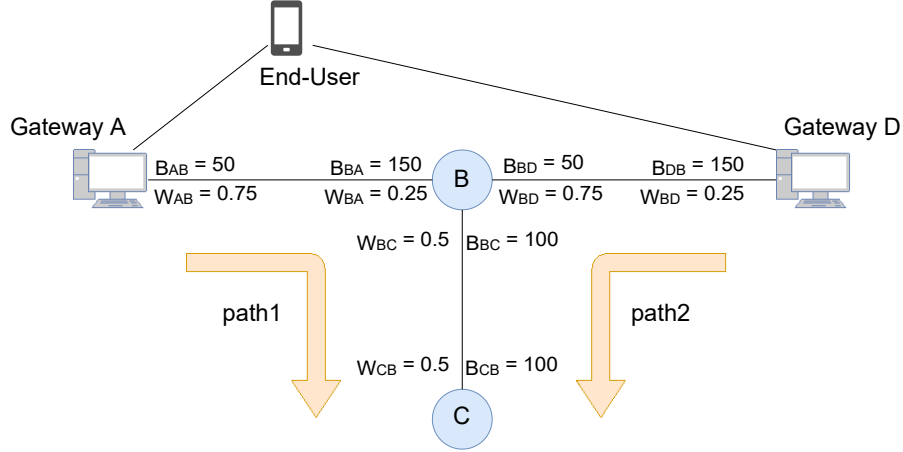 End-User
Gateway A
Gateway D
BAB = 50
BBA = 150
B
BBD = 50
BDB = 150
WAB = 0.75
WBA = 0.25
WBD = 0.75
WBD = 0.25
WBC = 0.5
BBC = 100
path1
path2
WCB = 0.5
BCB = 100
C